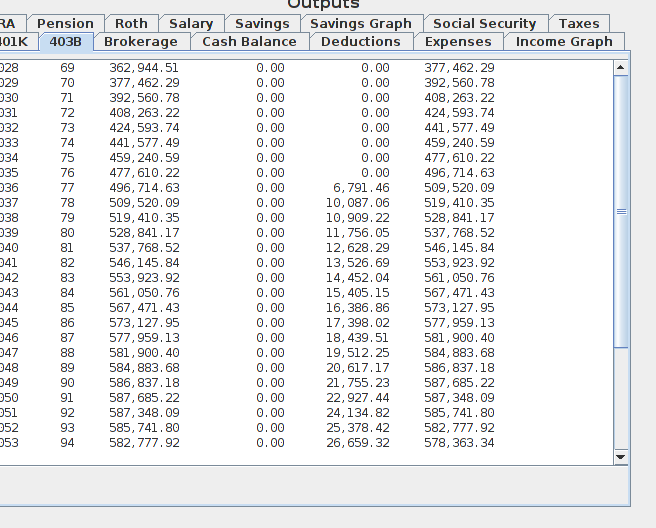 Outputs
RA Pension Roth Salary Savings Savings Graph Social Security Taxes
401K 403B Brokerage Cash Balance Deductions Expenses Income Graph
028 69 362,944.51 0.00 0.00 377,462.29
029 70 377,462.29 0.00 0.00 392,560.78
030 71 392,560.78 0.00 0.00 408,263.22
031 72 408,263.22 0.00 0.00 424,593.74
032 73 424,593.74 0.00 0.00 441,577.49
033 74 441,577.49 0.00 0.00 459,240.59
034 75 459,240.59 0.00 0.00 477,610.22
035 76 477,610.22 0.00 0.00 496,714.63
036 77 496,714.63 0.00 6,791.46 509,520.09
037 78 509,520.09 0.00 10,087.06 519,410.35
038 79 519,410.35 0.00 10,909.22 528,841.17
039 80 528,841.17 0.00 11,756.05 537,768.52
040 81 537,768.52 0.00 12,628.29 546,145.84
041 82 546,145.84 0.00 13,526.69 553,923.92
042 83 553,923.92 0.00 14,452.04 561,050.76
043 84 561,050.76 0.00 15,405.15 567,471.43
044 85 567,471.43 0.00 16,386.86 573,127.95
045 86 573,127.95 0.00 17,398.02 577,959.13
046 87 577,959.13 0.00 18,439.51 581,900.40
047 88 581,900.40 0.00 19,512.25 584,883.68
048 89 584,883.68 0.00 20,617.17 586,837.18
049 90 586,837.18 0.00 21,755.23 587,685.22
050 91 587,685.22 0.00 22,927.44 587,348.09
051 92 587,348.09 0.00 24,134.82 585,741.80
052 93 585,741.80 0.00 25,378.42 582,777.92
053 94 582,777.92 0.00 26,659.32 578,363.34